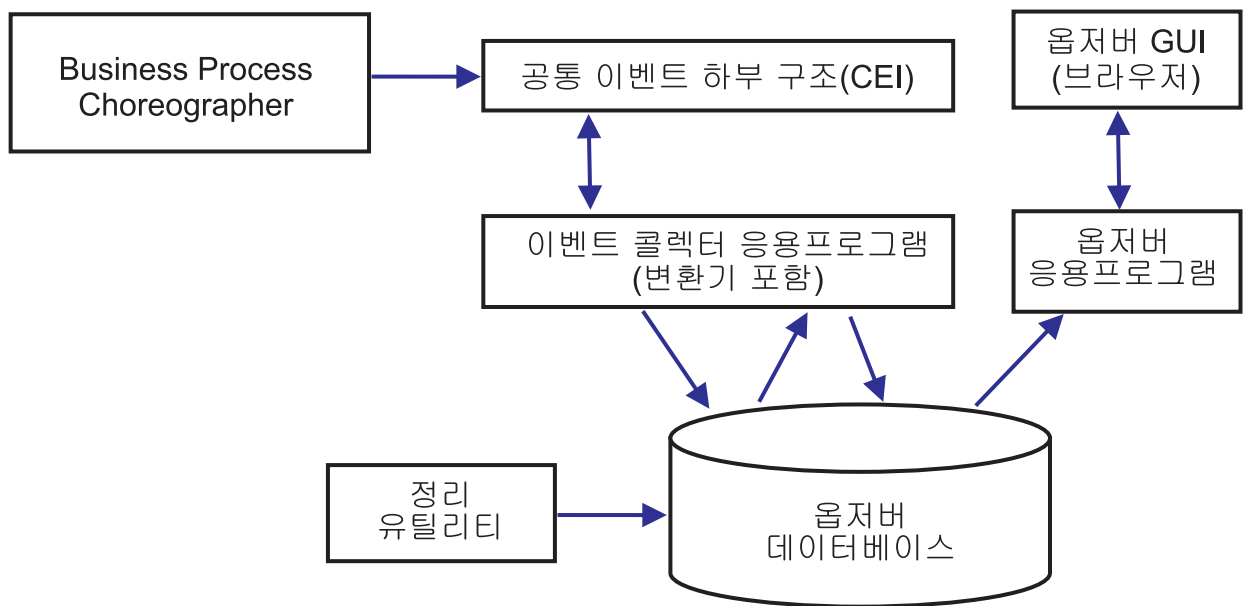 Business Process
Choreographer
공통 이벤트 하부 구조(CEI)
옵저버 GUI
(브라우저)
이벤트 콜렉터 응용프로그램
(변환기 포함)
옵저버
응용프로그램
정리
유틸리티
옵저버
데이터베이스